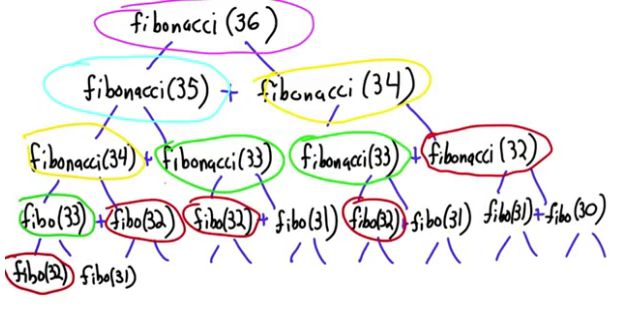 fibonacci (36)
fibonacci (35) + fibonacci (34)
fibonacci (34) + fibonacci (33) fibonacci (33) + fibonacci (32)
fibo(33) + fibo(32) fibo(32) + fibo(31) fibo(32) + fibo(31) fibo(31)+fibo(30)
fibo(32) fibo(31)